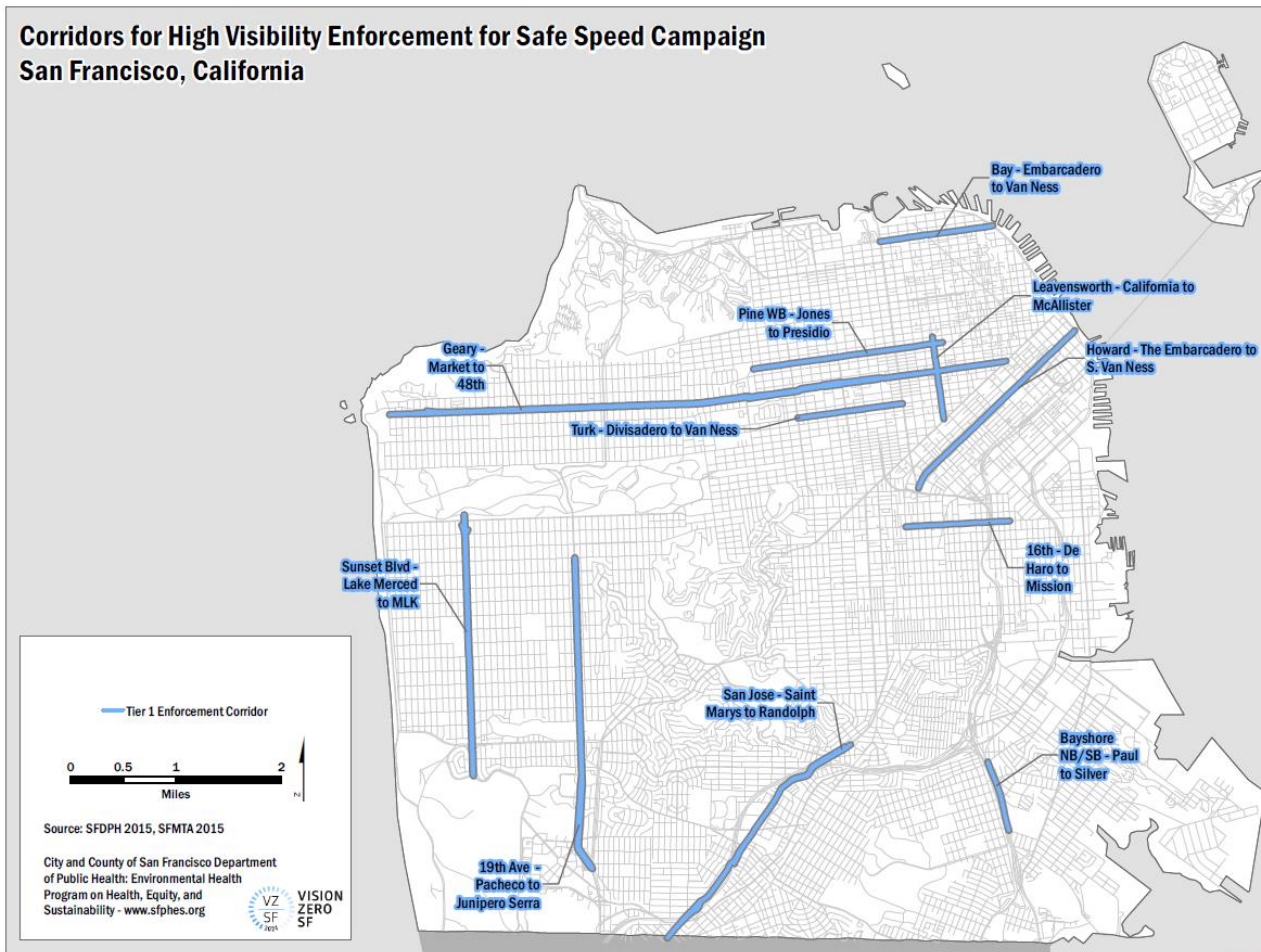 Corridors for High Visibility Enforcement for Safe Speed Campaign
San Francisco, California
Bay - Embarcadero
to Van Ness
Leavensworth - California to
McAllister
Pine WB - Jones
to Presidio
Geary -
Market to
48th
Howard - The Embarcadero to
S. Van Ness
Turk - Divisadero to Van Ness
16th - De
Haro to
Mission
Sunset Blvd -
Lake Merced
to MLK
San Jose - Saint
Marys to Randolph
Bayshore
NB/SB - Paul
to Silver
19th Ave -
Pacheco to
Junipero Serra
Tier 1 Enforcement Corridor
0 0.5 1 2
Miles
N
Source: SFDPH 2015, SFMTA 2015
City and County of San Francisco Department
of Public Health: Environmental Health
Program on Health, Equity, and
Sustainability - www.sfphes.org
VZ
SF
2024
VISION
ZERO
SF